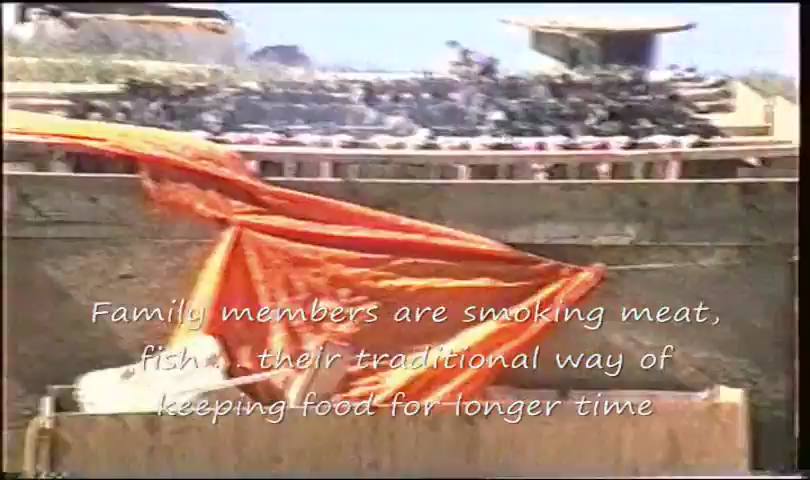 Family members are smoking meat,
fish... their traditional way of
keeping food for longer time